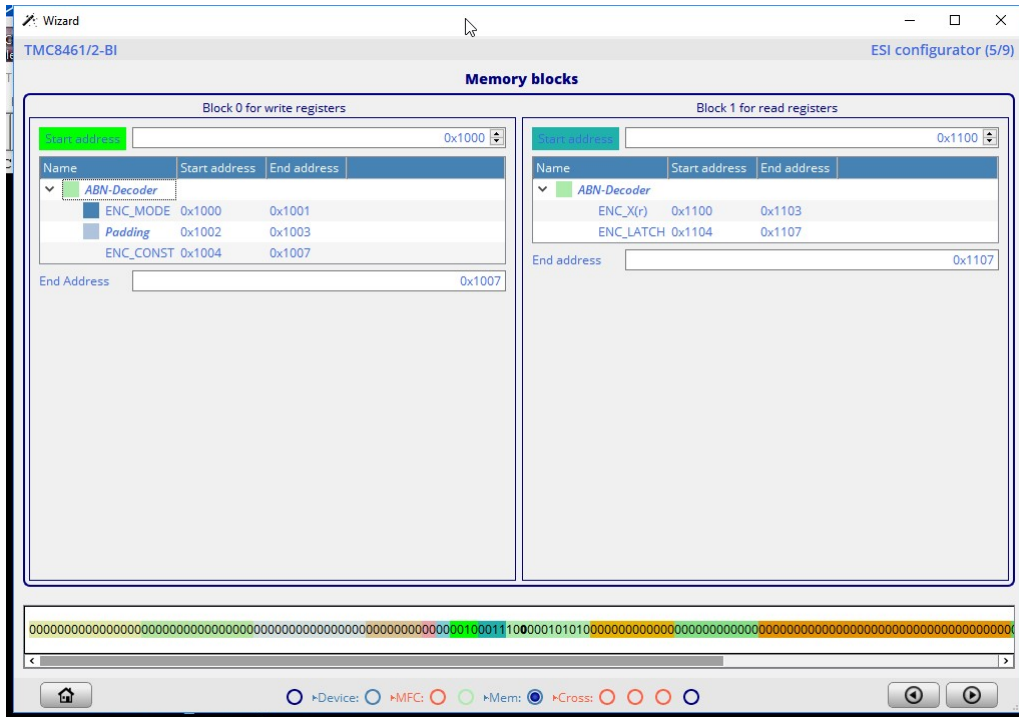 Wizard
TMC8461/2-BI ESI configurator (5/9)
Memory blocks
Block 0 for write registers
Start address 0x1000
Name Start address End address
ABN-Decoder
ENC_MODE 0x1000 0x1001
Padding 0x1002 0x1003
ENC_CONST 0x1004 0x1007
End Address 0x1007
Block 1 for read registers
Start address 0x1100
Name Start address End address
ABN-Decoder
ENC_X(r) 0x1100 0x1103
ENC_LATCH 0x1104 0x1107
End address 0x1107
Device: MFC: Mem: Cross: